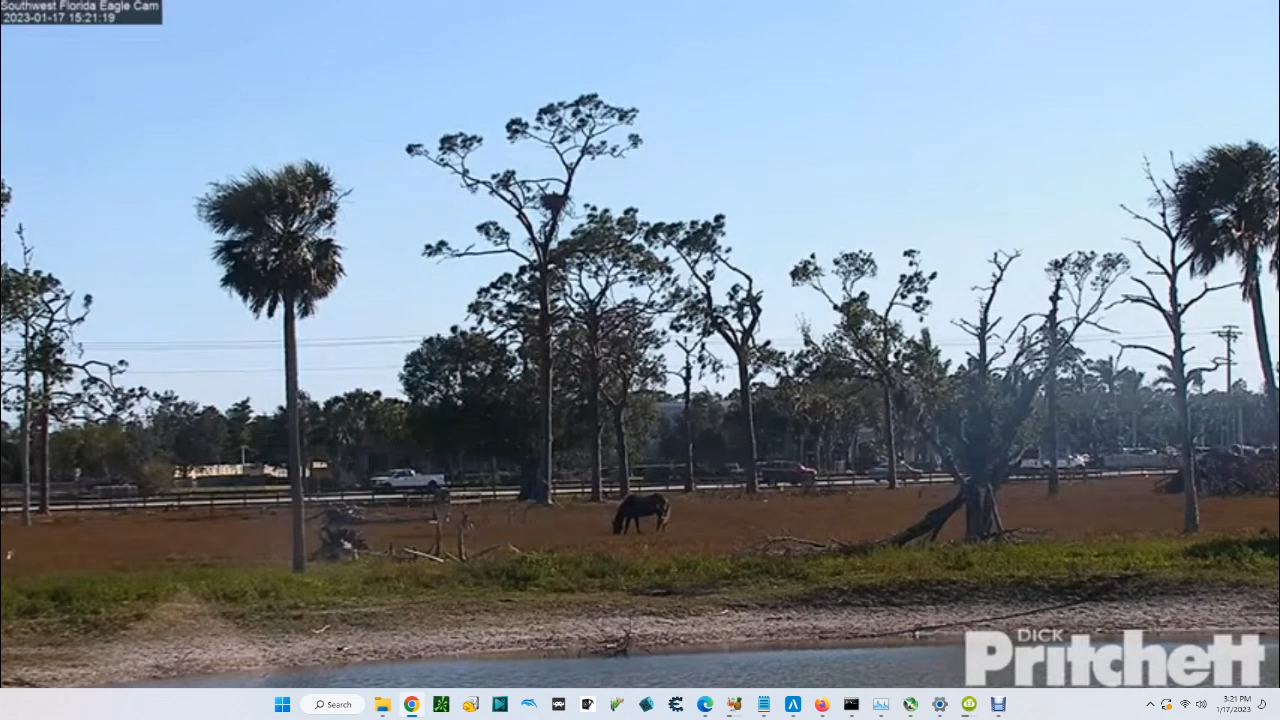 Southwest Florida Eagle Cam
2023-01-17 15:21:19
DICK
Pritchett
Search
3:21 PM
1/17/2023